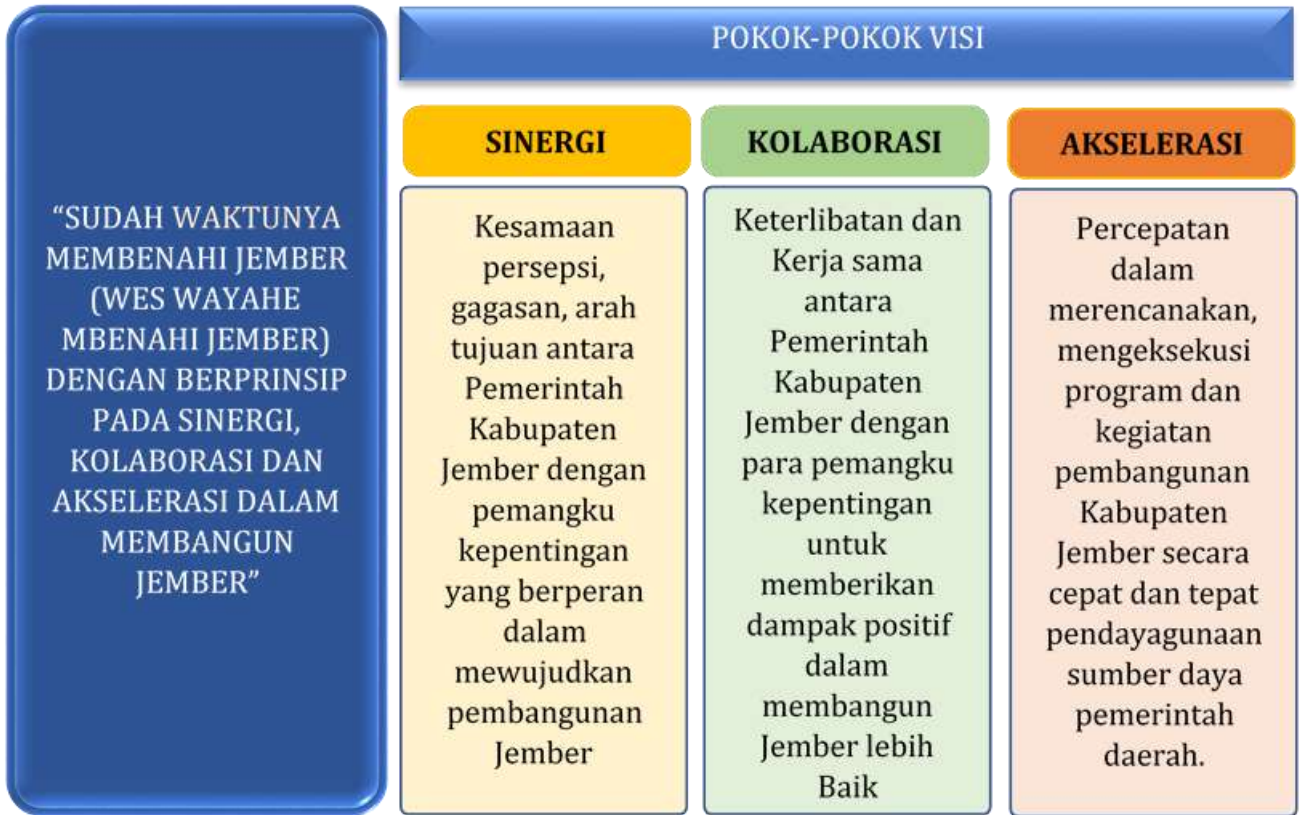 “SUDAH WAKTUNYA
MEMBENAHI JEMBER
(WES WAYAHE
MBENAHI JEMBER)
DENGAN BERPRINSIP
PADA SINERGI,
KOLABORASI DAN
AKSELERASI DALAM
MEMBANGUN
JEMBER”
POKOK-POKOK VISI
SINERGI
Kesamaan
persepsi,
gagasan, arah
tujuan antara
Pemerintah
Kabupaten
Jember dengan
pemangku
kepentingan
yang berperan
dalam
mewujudkan
pembangunan
Jember
KOLABORASI
Keterlibatan dan
Kerja sama
antara
Pemerintah
Kabupaten
Jember dengan
para pemangku
kepentingan
untuk
memberikan
dampak positif
dalam
membangun
Jember lebih
Baik
AKSELERASI
Percepatan
dalam
merencanakan,
mengeksekusi
program dan
kegiatan
pembangunan
Kabupaten
Jember secara
cepat dan tepat
pendayagunaan
sumber daya
pemerintah
daerah.